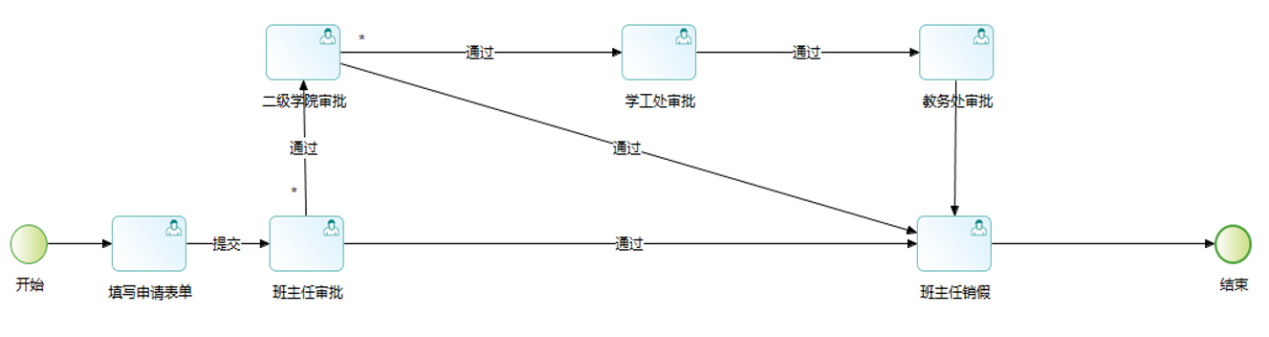 *
通过
通过
二级学院审批
学工处审批
教务处审批
通过
通过
*
提交
通过
开始
填写申请表单
班主任审批
班主任销假
结束